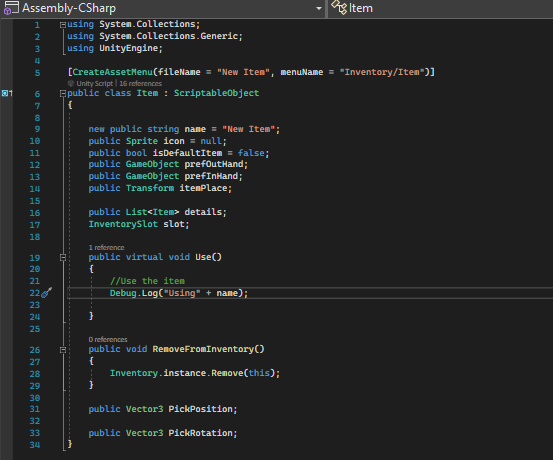 Assembly-CSharp Item
1 using System.Collections;
2 using System.Collections.Generic;
3 using UnityEngine;
4
5 [CreateAssetMenu(fileName = "New Item", menuName = "Inventory/Item")]
Unity Script | 16 references
6 public class Item : ScriptableObject
7 {
8
9 new public string name = "New Item";
10 public Sprite icon = null;
11 public bool isDefaultItem = false;
12 public GameObject prefOutHand;
13 public GameObject prefInHand;
14 public Transform itemPlace;
15
16 public List<Item> details;
17 InventorySlot slot;
18
1 reference
19 public virtual void Use()
20 {
21 //Use the item
22 Debug.Log("Using" + name);
23
24 }
25
0 references
26 public void RemoveFromInventory()
27 {
28 Inventory.instance.Remove(this);
29 }
30
31 public Vector3 PickPosition;
32
33 public Vector3 PickRotation;
34 }